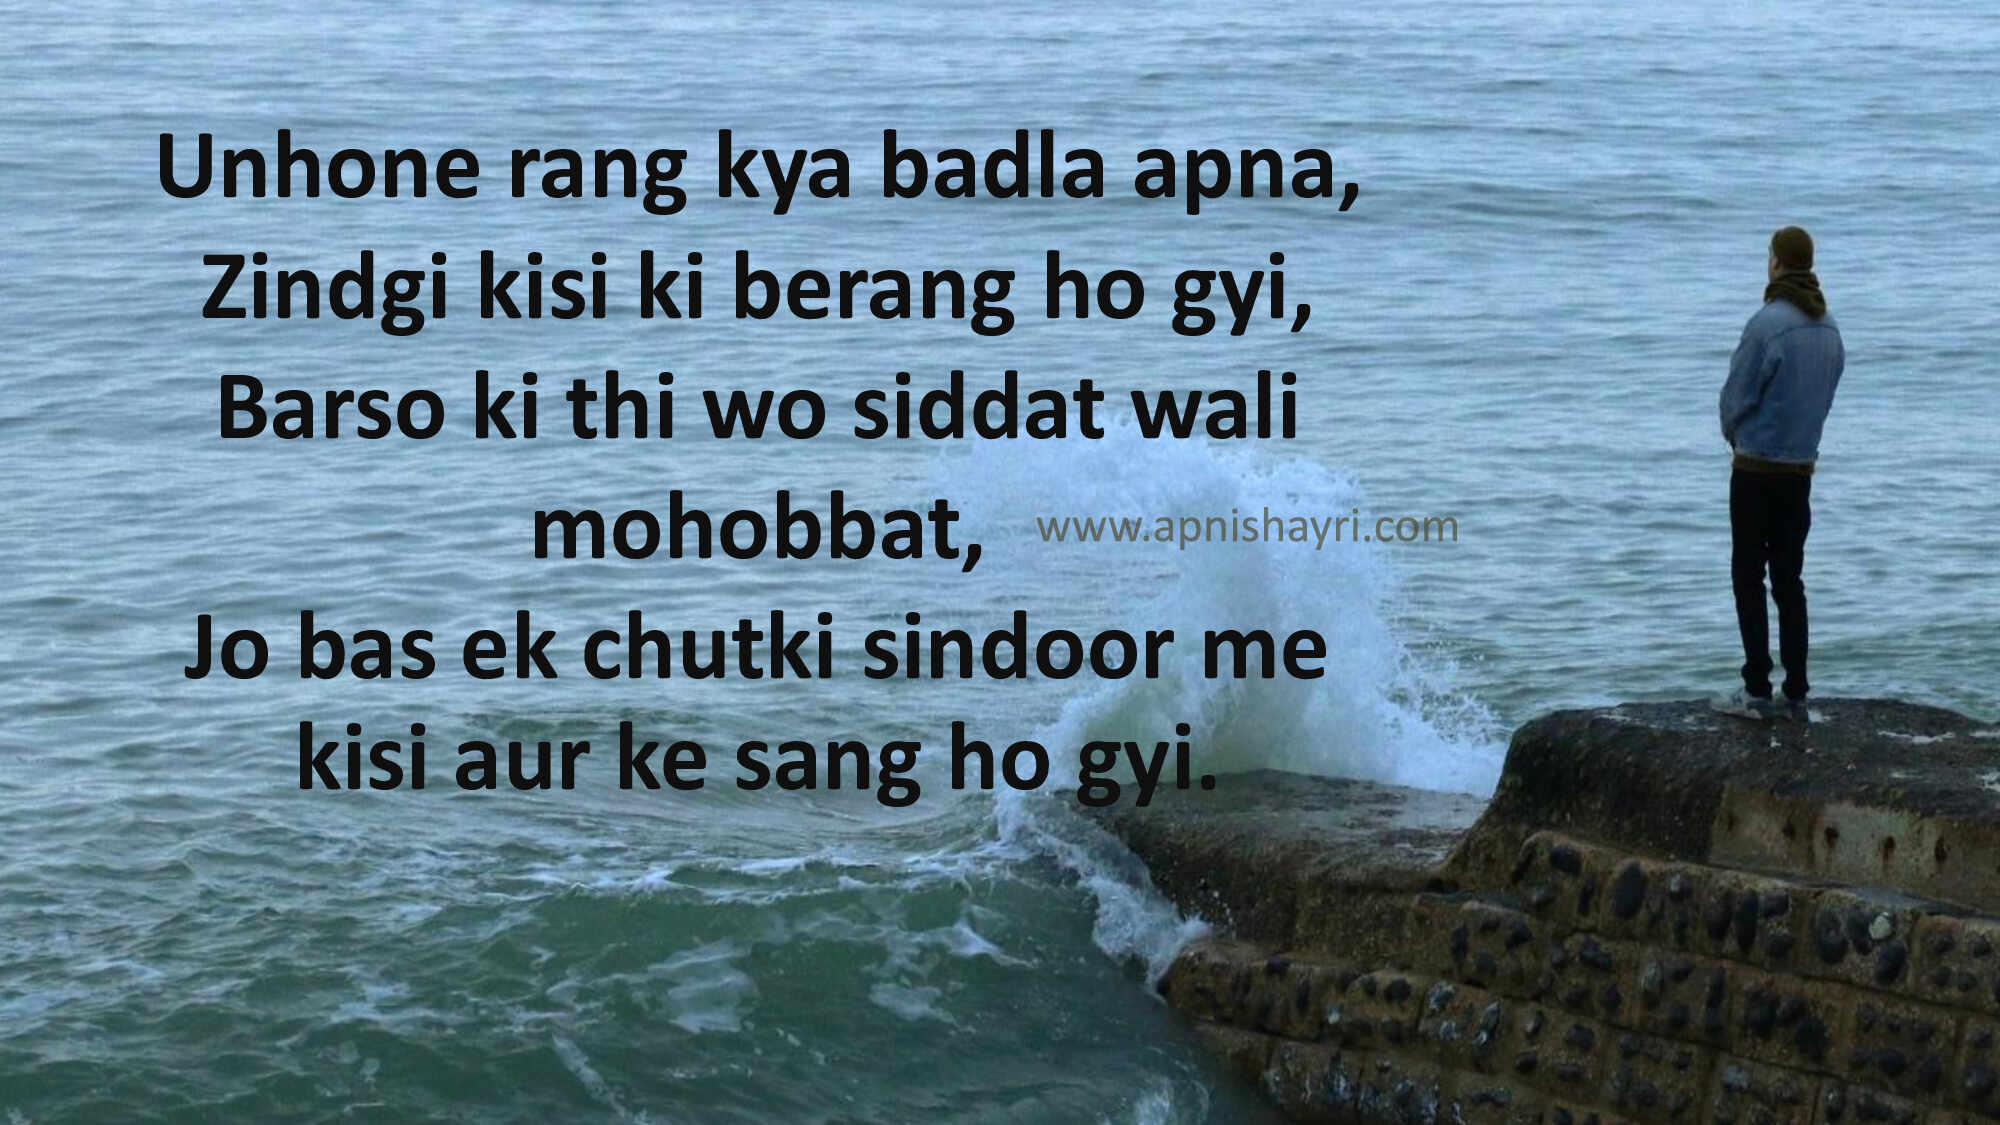 Unhone rang kya badla apna,
Zindgi kisi ki berang ho gyi,
Barso ki thi wo siddat wali
mohobbat,
www.apnishayri.com
Jo bas ek chutki sindoor me
kisi aur ke sang ho gyi.